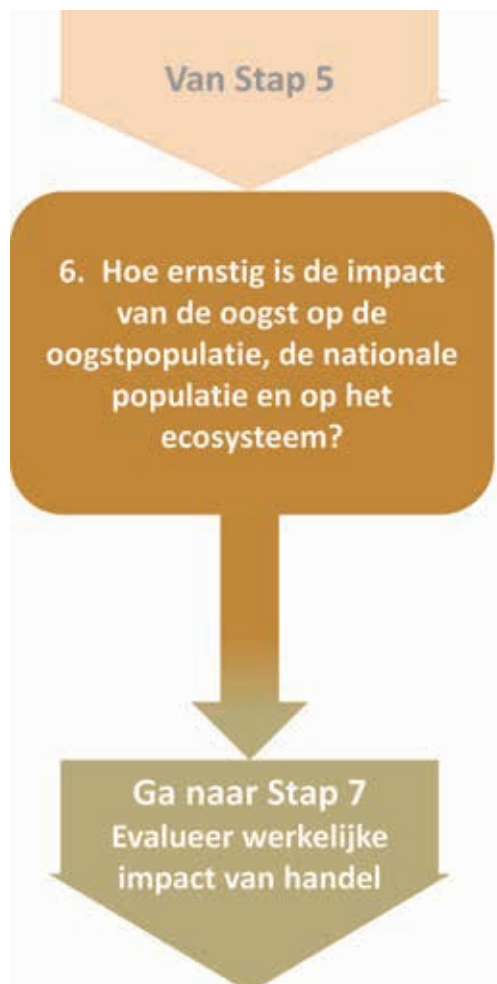 Van Stap 5
6. Hoe ernstig is de impact
van de oogst op de
oogstpopulatie, de nationale
populatie en op het
ecosysteem?
Ga naar Stap 7
Evalueer werkelijke
impact van handel